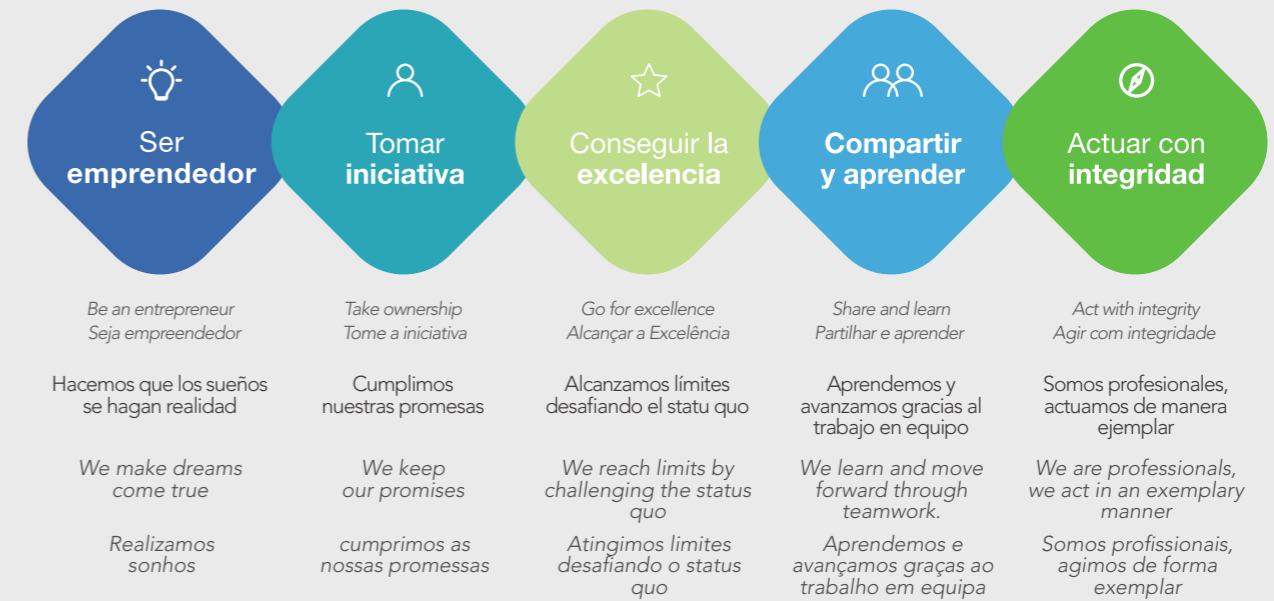 Ser
emprendedor
Tomar
iniciativa
Conseguir la
excelencia
Compartir
y aprender
Actuar con
integridad
Be an entrepreneur
Seja empreendedor
Take ownership
Tome a iniciativa
Go for excellence
Alcançar a Excelência
Share and learn
Partilhar e aprender
Act with integrity
Agir com integridade
Hacemos que los sueños
se hagan realidad
Cumplimos
nuestras promesas
Alcanzamos límites
desafiando el statu quo
Aprendemos y
avanzamos gracias al
trabajo en equipo
Somos profesionales,
actuamos de manera
ejemplar
We make dreams
come true
We keep
our promises
We reach limits by
challenging the status
quo
We learn and move
forward through
teamwork.
We are professionals,
we act in an exemplary
manner
Realizamos
sonhos
cumprimos as
nossas promessas
Atingimos limites
desafiando o status
quo
Aprendemos e
avançamos graças ao
trabalho em equipa
Somos profissionais,
agimos de forma
exemplar